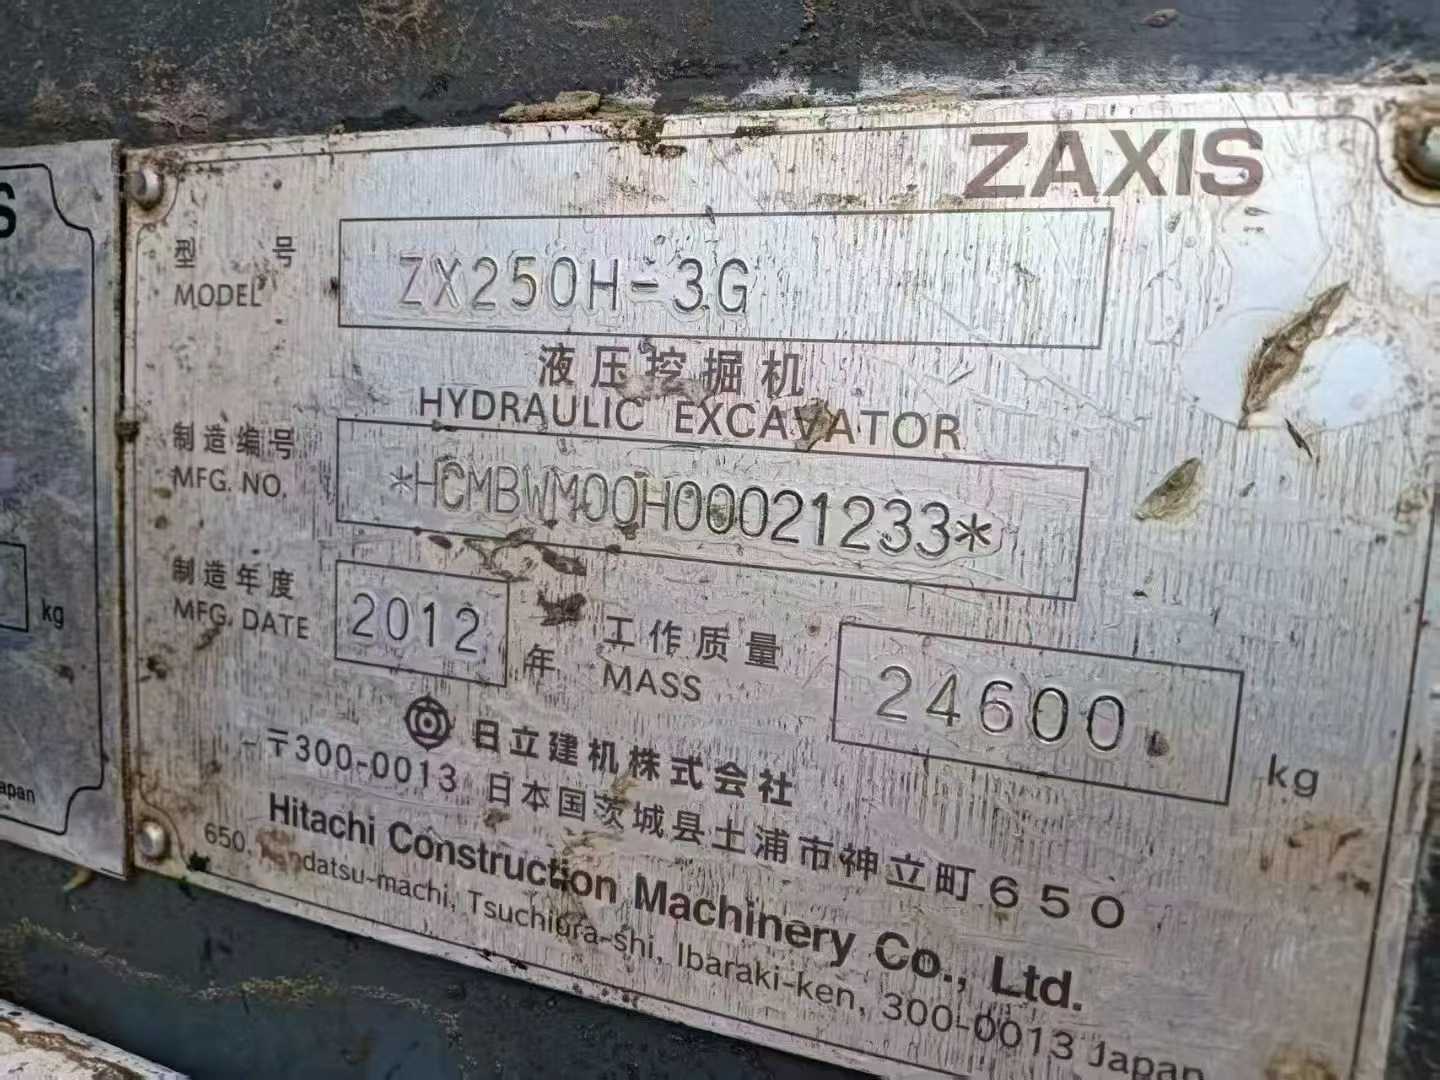 S
kg
apan
ZAXIS
型 号
MODEL
ZX250H-3G
液压挖掘机
HYDRAULIC EXCAVATOR
制造编号
MFG. NO.
*HCMBWM00H00021233*
制造年度
MFG. DATE
2012
年
工作质量
MASS
24600
kg
日立建机株式会社
〒300-0013 日本国茨城县土浦市神立町650
Hitachi Construction Machinery Co., Ltd.
650, Kandatsu-machi, Tsuchiura-shi, Ibaraki-ken, 300-0013 Japan